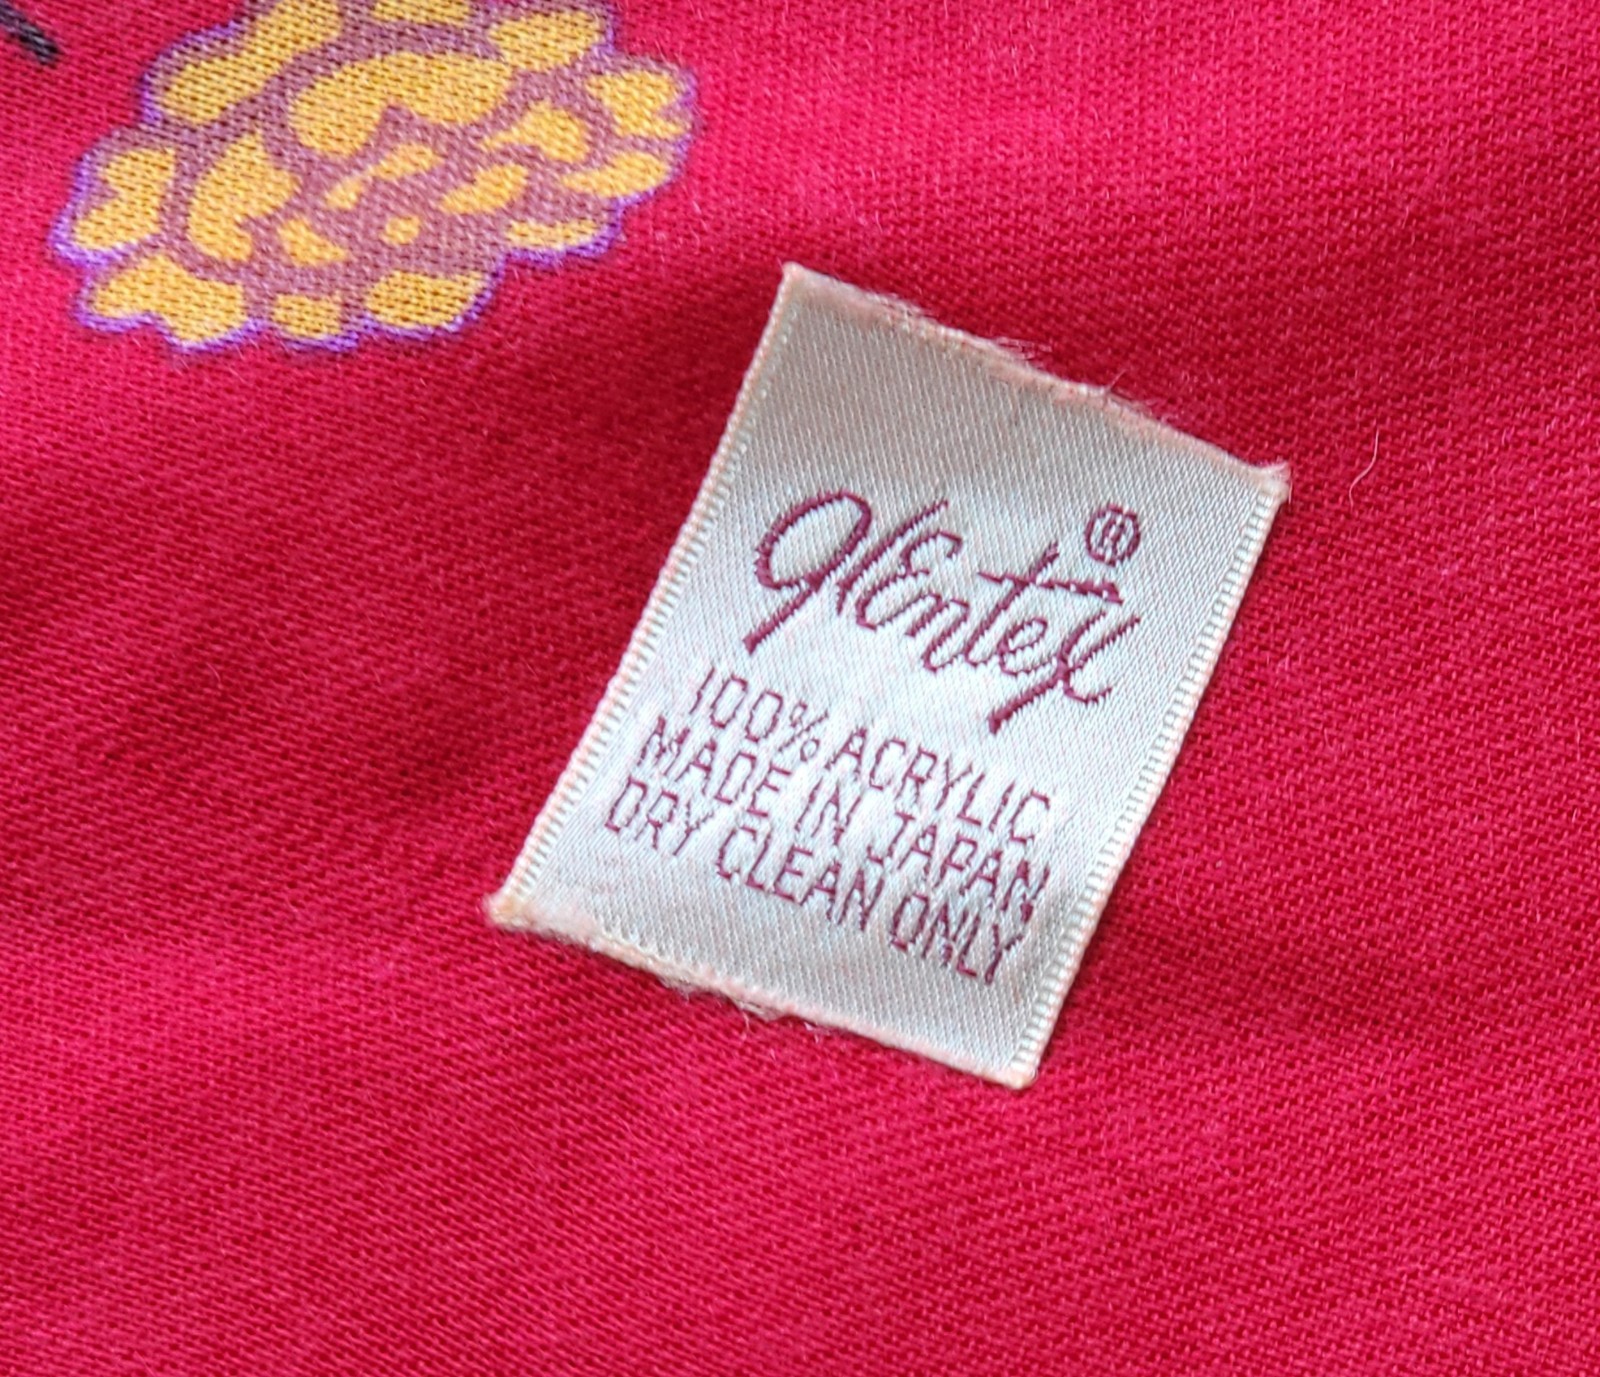 glEntex®
100% ACRYLIC
MADE IN JAPAN
DRY CLEAN ONLY